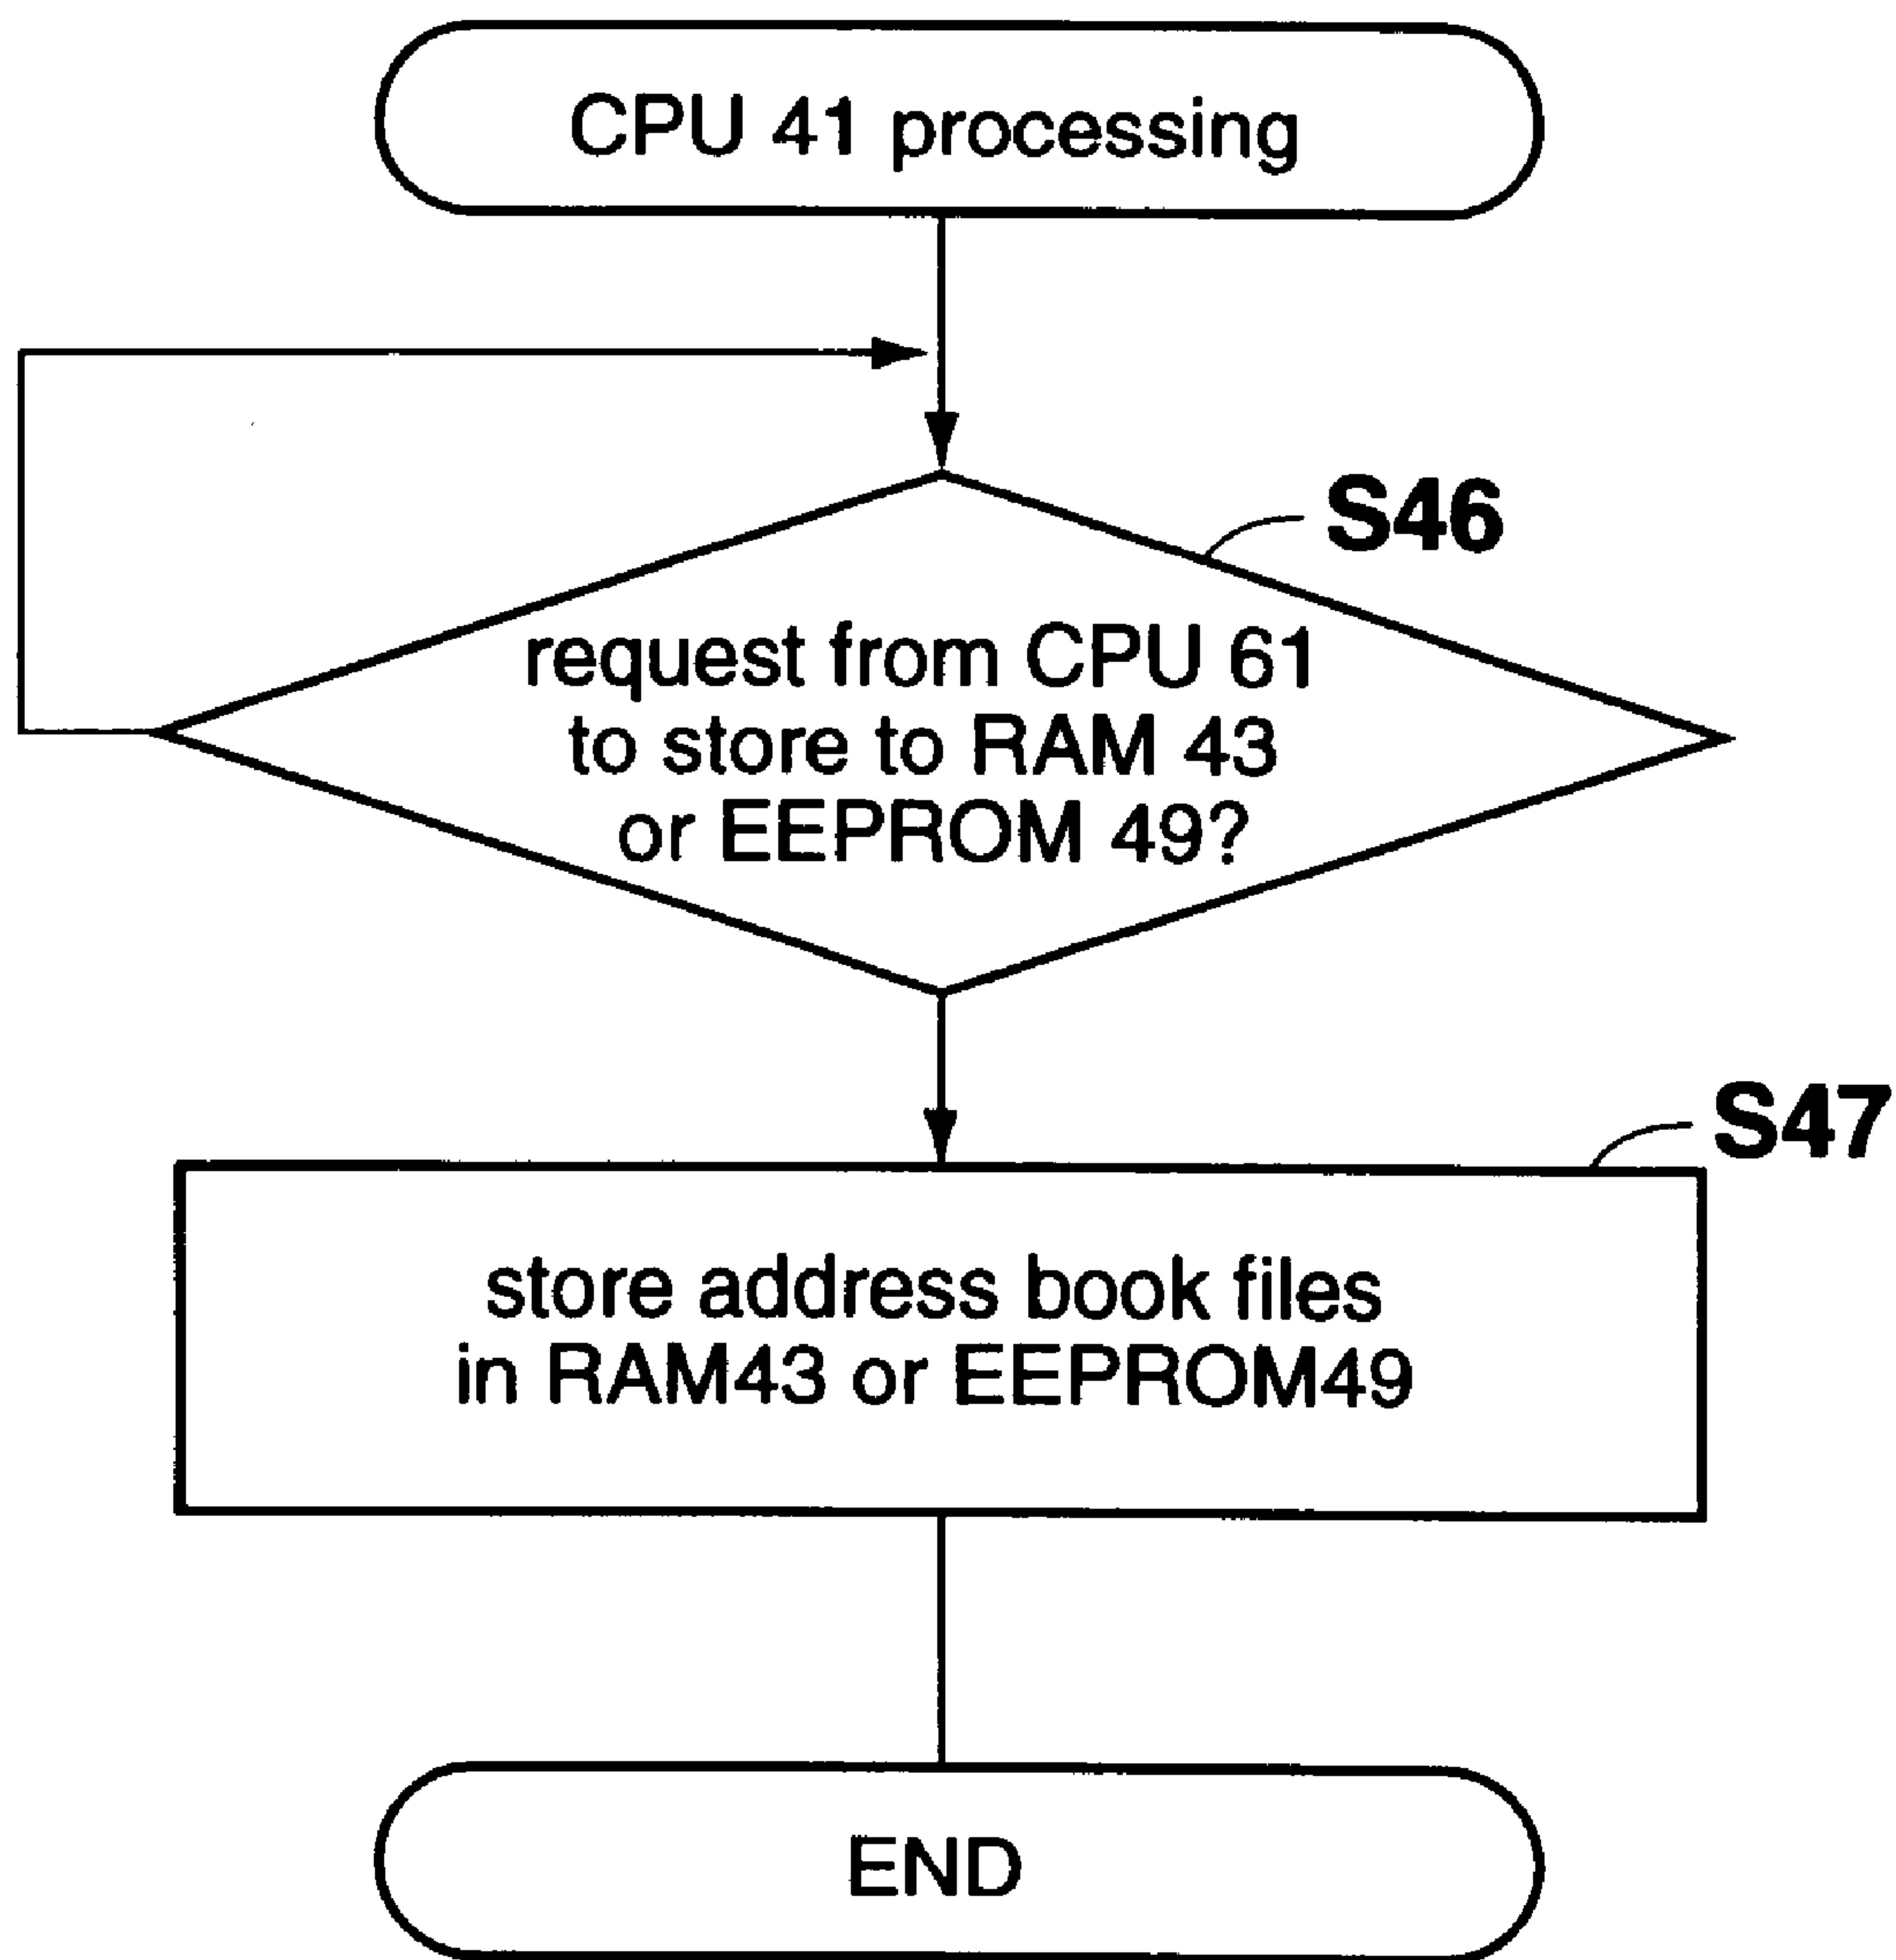 CPU 41 processing
S46
request from CPU 61
to store to RAM 43
or EEPROM 49?
S47
store address book files
in RAM43 or EEPROM49
END